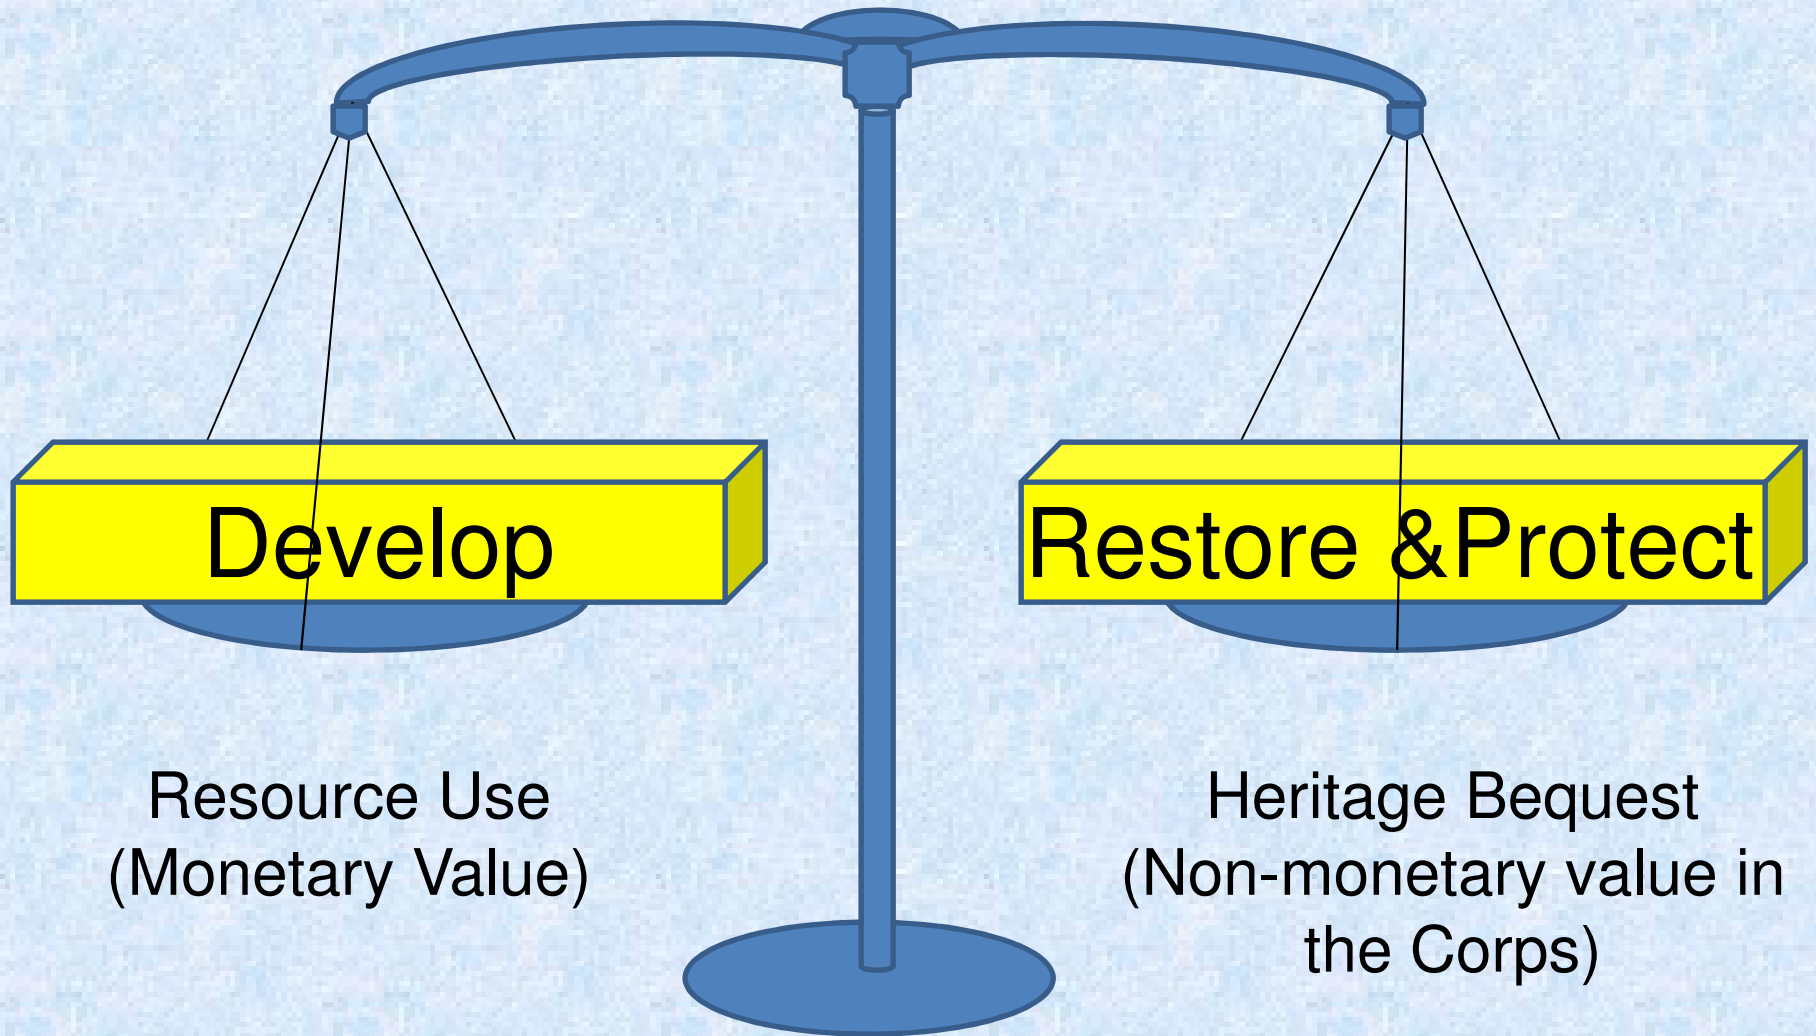 Develop
Restore &Protect
Resource Use
(Monetary Value)
Heritage Bequest
(Non-monetary value in
the Corps)